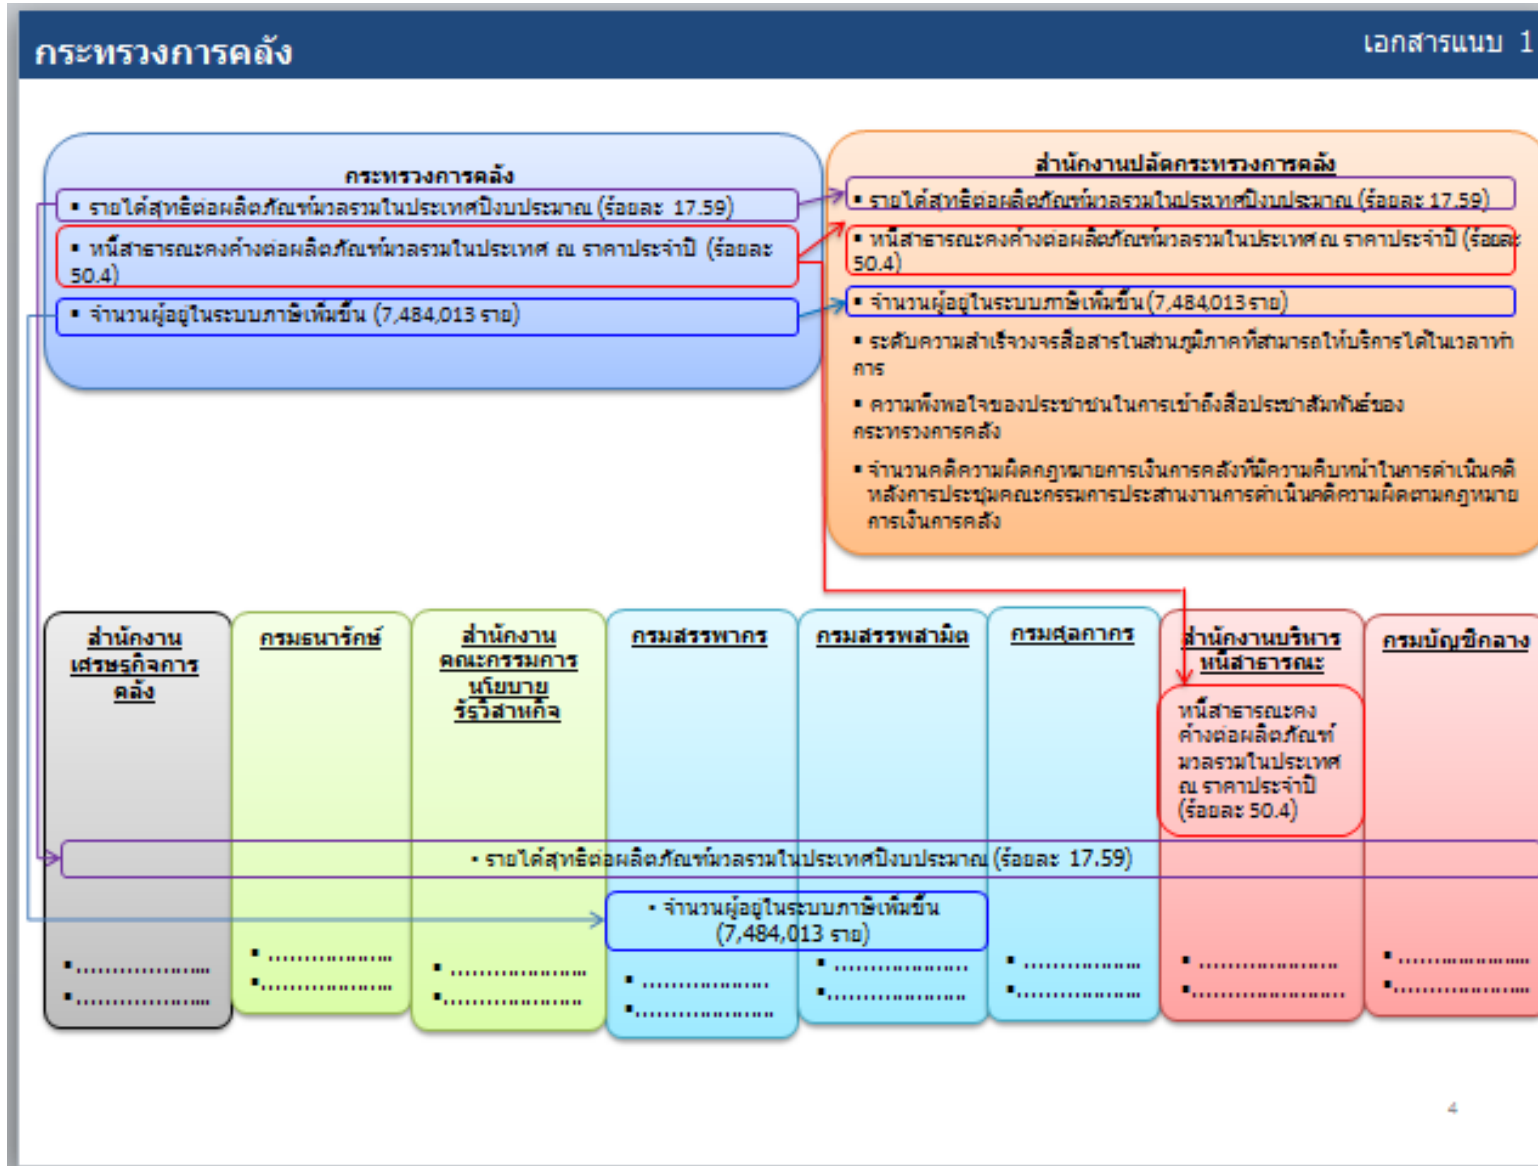 กระทรวงการคลัง
เอกสารแนบ 1
กระทรวงการคลัง
▪ รายได้สุทธิต่อผลิตภัณฑ์มวลรวมในประเทศปีงบประมาณ (ร้อยละ 17.59)
▪ หนี้สาธารณะคงค้างต่อผลิตภัณฑ์มวลรวมในประเทศ ณ ราคาประจำปี (ร้อยละ
50.4)
▪ จำนวนผู้อยู่ในระบบภาษีเพิ่มขึ้น (7,484,013 ราย)
สำนักงานปลัดกระทรวงการคลัง
▪ รายได้สุทธิต่อผลิตภัณฑ์มวลรวมในประเทศปีงบประมาณ (ร้อยละ 17.59)
▪ หนี้สาธารณะคงค้างต่อผลิตภัณฑ์มวลรวมในประเทศ ณ ราคาประจำปี (ร้อยละ
50.4)
▪ จำนวนผู้อยู่ในระบบภาษีเพิ่มขึ้น (7,484,013 ราย)
▪ ระดับความสำเร็จวงจรสื่อสารในส่วนภูมิภาคที่สามารถให้บริการได้ในเวลาทำ
การ
▪ ความพึงพอใจของประชาชนในการเข้าถึงสื่อประชาสัมพันธ์ของ
กระทรวงการคลัง
▪ จำนวนคดีความผิดกฎหมายการเงินการคลังที่มีความคืบหน้าในการดำเนินคดี
หลังการประชุมคณะกรรมการประสานงานการดำเนินคดีความผิดตามกฎหมาย
การเงินการคลัง
สำนักงาน
เศรษฐกิจการ
คลัง
กรมธนารักษ์
สำนักงาน
คณะกรรมการ
นโยบาย
รัฐวิสาหกิจ
กรมสรรพากร
กรมสรรพสามิต
กรมศุลกากร
สำนักงานบริหาร
หนี้สาธารณะ
กรมบัญชีกลาง
หนี้สาธารณะคง
ค้างต่อผลิตภัณฑ์
มวลรวมในประเทศ
ณ ราคาประจำปี
(ร้อยละ 50.4)
▪ รายได้สุทธิต่อผลิตภัณฑ์มวลรวมในประเทศปีงบประมาณ (ร้อยละ 17.59)
▪ จำนวนผู้อยู่ในระบบภาษีเพิ่มขึ้น
(7,484,013 ราย)
▪....................
▪....................
▪ ....................
▪....................
▪ ....................
▪....................
▪ ....................
▪....................
▪ ....................
▪....................
▪ ....................
▪....................
▪ ....................
▪....................
▪ ....................
▪....................
4